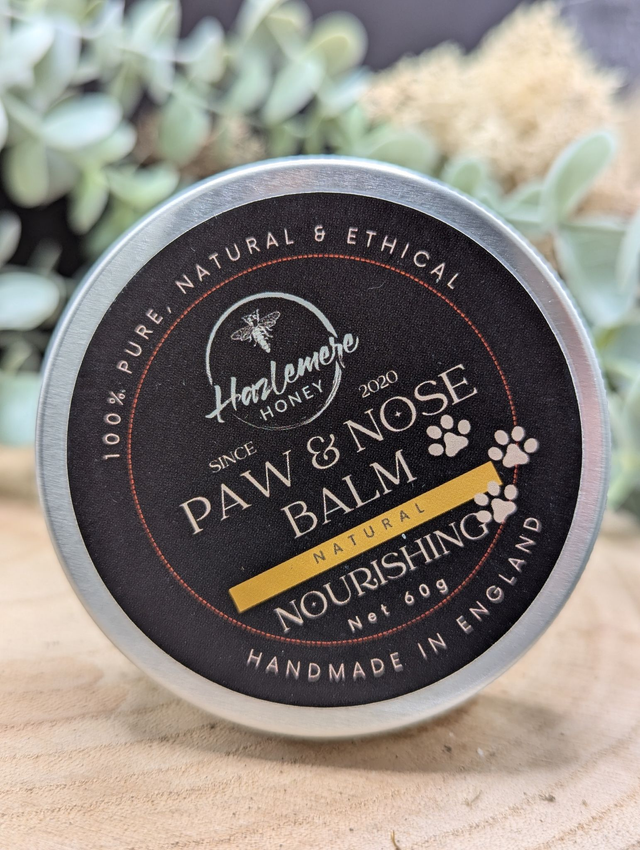 100% PURE, NATURAL & ETHICAL
Hazlemere
HONEY
SINCE 2020
PAW & NOSE
BALM
NATURAL
NOURISHING
Net 60g
HANDMADE IN ENGLAND